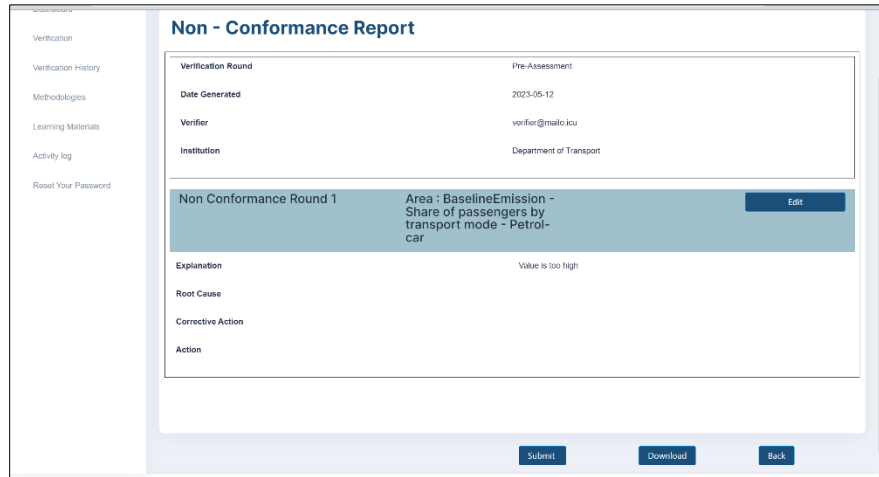 Non - Conformance Report
Verification
Verification History
Methodologies
Learning Materials
Activity log
Reset Your Password
Verification Round Pre-Assessment
Date Generated 2023-05-12
Verifier verifier@mailo.icu
Institution Department of Transport
Non Conformance Round 1
Area : BaselineEmission -
Share of passengers by
transport mode - Petrol-
car
Edit
Explanation Value is too high
Root Cause
Corrective Action
Action
Submit Download Back